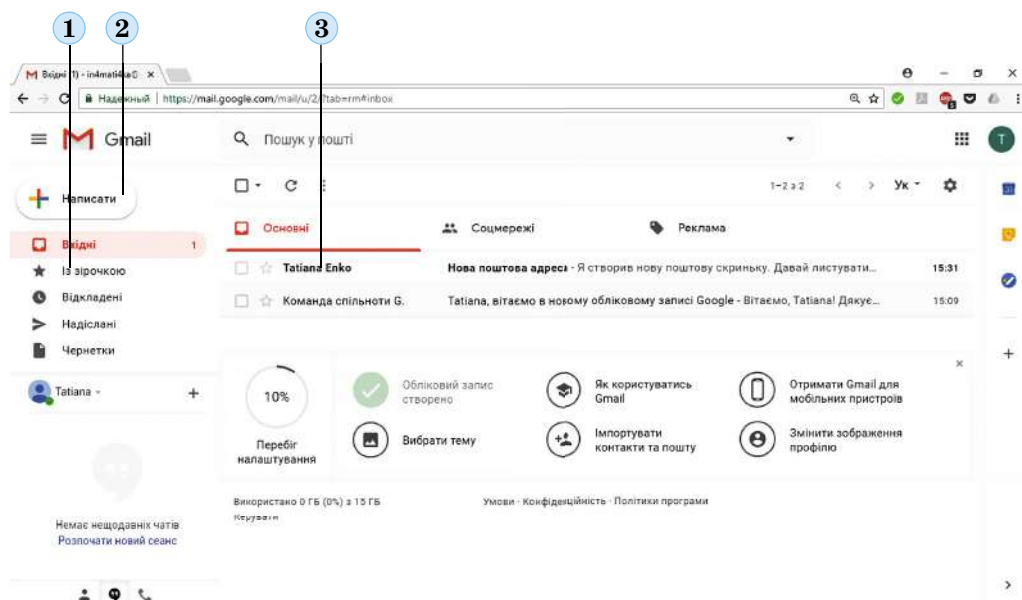 1 2 3
Вхідні (1) - in4mati4ka@
Надежный | https://mail.google.com/mail/u/2/?tab=rm#inbox
Gmail
Пошук у пошті
Т
Написати
1–2 з 2
Ук
Основні
Соцмережі
Реклама
Вхідні 1
Із зірочкою
Відкладені
Надіслані
Чернетки
Tatiana Enko Нова поштова адреса - Я створив нову поштову скриньку. Давай листувати... 15:31
Команда спільноти G. Tatiana, вітаємо в новому обліковому записі Google - Вітаємо, Tatiana! Дякує... 15:09
Tatiana
10%
Перебіг
налаштування
Обліковий запис
створено
Як користуватись
Gmail
Отримати Gmail для
мобільних пристроїв
Вибрати тему
Імпортувати
контакти та пошту
Змінити зображення
профілю
Використано 0 ГБ (0%) з 15 ГБ
Керувати
Умови · Конфіденційність · Політики програми
Немає нещодавніх чатів
Розпочати новий сеанс